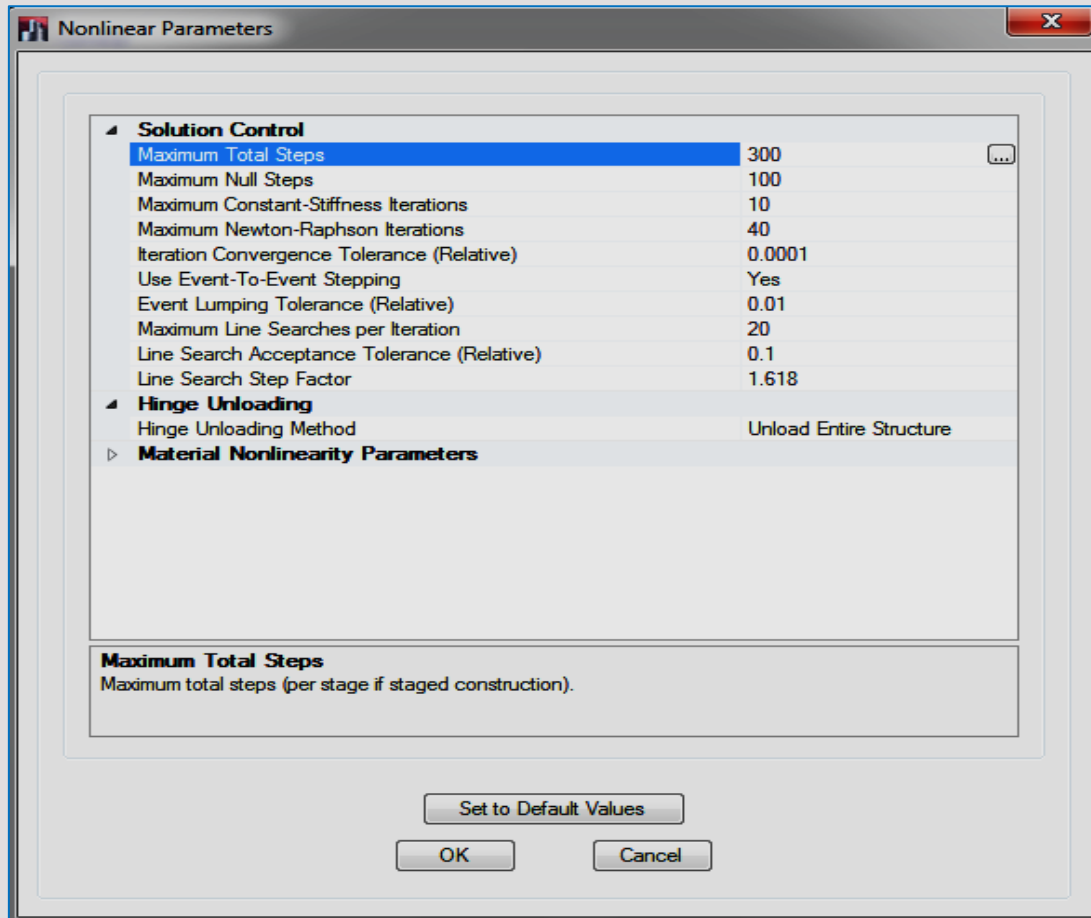 Nonlinear Parameters
Solution Control
Maximum Total Steps 300 ...
Maximum Null Steps 100
Maximum Constant-Stiffness Iterations 10
Maximum Newton-Raphson Iterations 40
Iteration Convergence Tolerance (Relative) 0.0001
Use Event-To-Event Stepping Yes
Event Lumping Tolerance (Relative) 0.01
Maximum Line Searches per Iteration 20
Line Search Acceptance Tolerance (Relative) 0.1
Line Search Step Factor 1.618
Hinge Unloading
Hinge Unloading Method Unload Entire Structure
Material Nonlinearity Parameters
Maximum Total Steps
Maximum total steps (per stage if staged construction).
Set to Default Values
OK Cancel